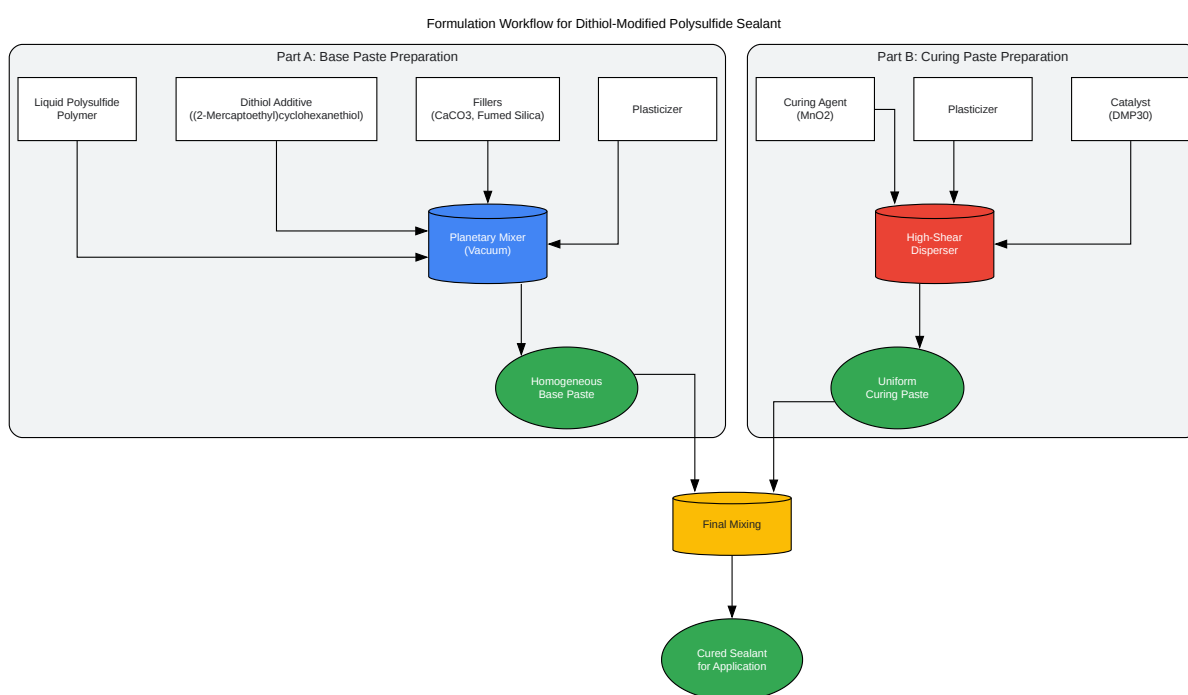 Formulation Workflow for Dithiol-Modified Polysulfide Sealant
Part A: Base Paste Preparation
Liquid Polysulfide
Polymer
Dithiol Additive
((2-Mercaptoethyl)cyclohexanethiol)
Fillers
(CaCO3, Fumed Silica)
Plasticizer
Planetary Mixer
(Vacuum)
Homogeneous
Base Paste
Part B: Curing Paste Preparation
Curing Agent
(MnO2)
Plasticizer
Catalyst
(DMP30)
High-Shear
Disperser
Uniform
Curing Paste
Final Mixing
Cured Sealant
for Application